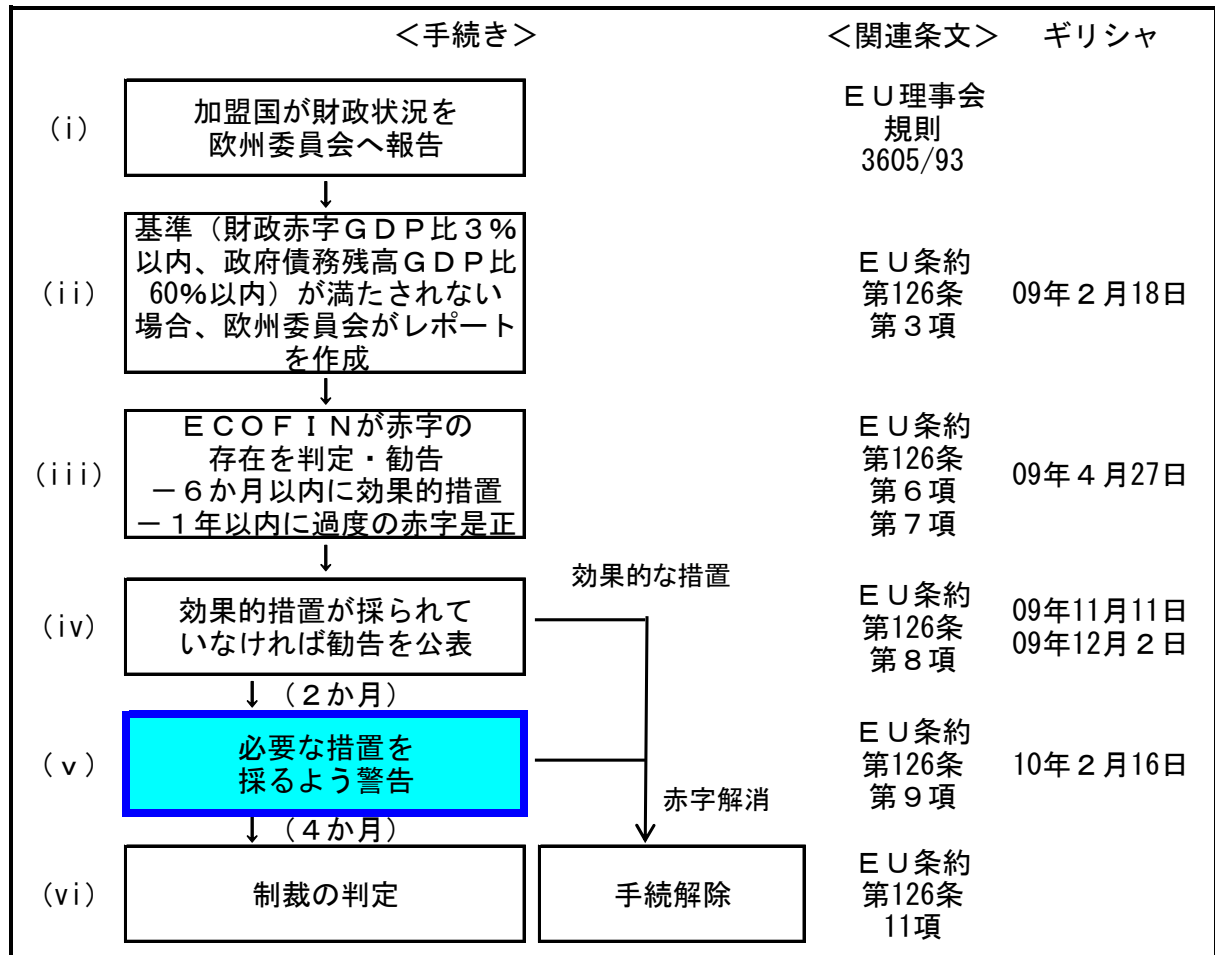 ＜手続き＞ ＜関連条文＞ ギリシャ
(i)
加盟国が財政状況を
欧州委員会へ報告
ＥＵ理事会
規則
3605/93
↓
(ii)
基準（財政赤字ＧＤＰ比３%
以内、政府債務残高ＧＤＰ比
60%以内）が満たされない
場合、欧州委員会がレポート
を作成
ＥＵ条約
第126条
第３項
09年２月18日
↓
(iii)
ＥＣＯＦＩＮが赤字の
存在を判定・勧告
－６か月以内に効果的措置
－１年以内に過度の赤字是正
ＥＵ条約
第126条
第６項
第７項
09年４月27日
↓
効果的な措置
(iv)
効果的措置が採られて
いなければ勧告を公表
ＥＵ条約
第126条
第８項
09年11月11日
09年12月２日
↓（２か月）
(ｖ)
必要な措置を
採るよう警告
ＥＵ条約
第126条
第９項
10年２月16日
赤字解消
↓（４か月）
(vi)
制裁の判定
手続解除
ＥＵ条約
第126条
11項